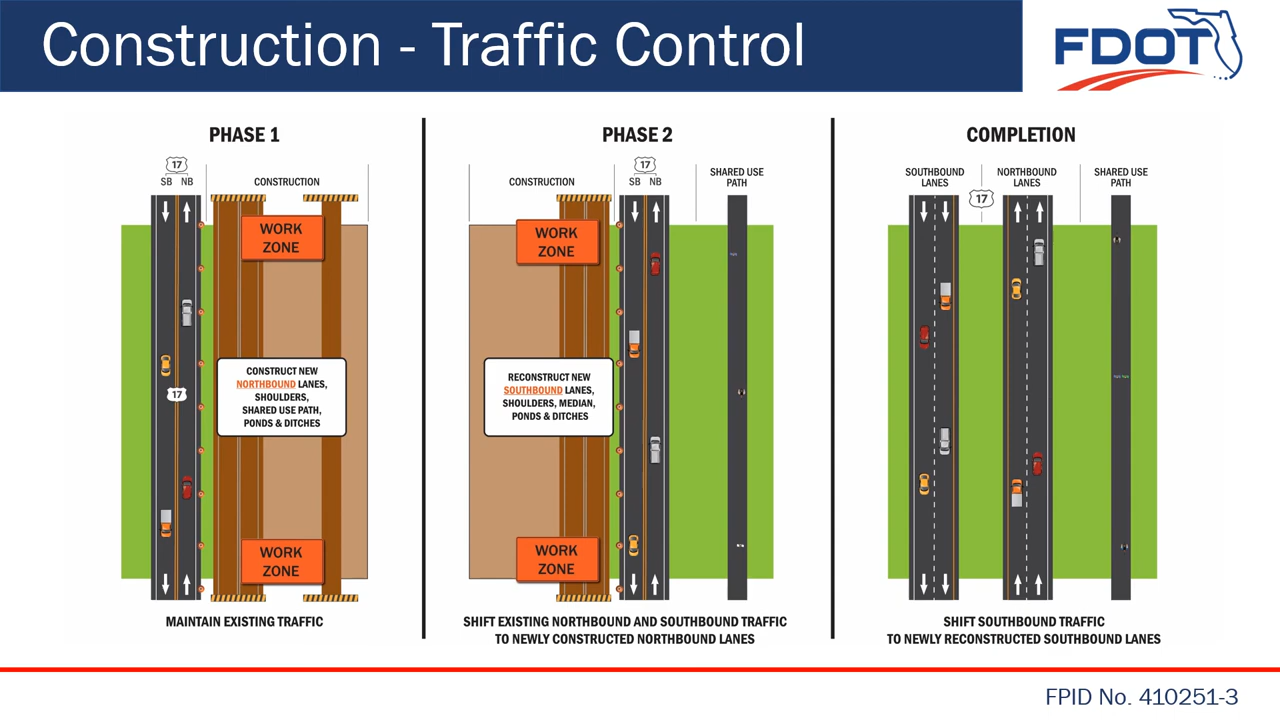 Construction - Traffic Control
FDOT
PHASE 1
17
SB NB
CONSTRUCTION
WORK
ZONE
CONSTRUCT NEW
NORTHBOUND LANES,
SHOULDERS,
SHARED USE PATH,
PONDS & DITCHES
17
WORK
ZONE
MAINTAIN EXISTING TRAFFIC
PHASE 2
CONSTRUCTION
17
SB NB
SHARED USE
PATH
WORK
ZONE
RECONSTRUCT NEW
SOUTHBOUND LANES,
SHOULDERS, MEDIAN,
PONDS & DITCHES
WORK
ZONE
SHIFT EXISTING NORTHBOUND AND SOUTHBOUND TRAFFIC
TO NEWLY CONSTRUCTED NORTHBOUND LANES
COMPLETION
SOUTHBOUND
LANES
17
NORTHBOUND
LANES
SHARED USE
PATH
SHIFT SOUTHBOUND TRAFFIC
TO NEWLY RECONSTRUCTED SOUTHBOUND LANES
FPID No. 410251-3